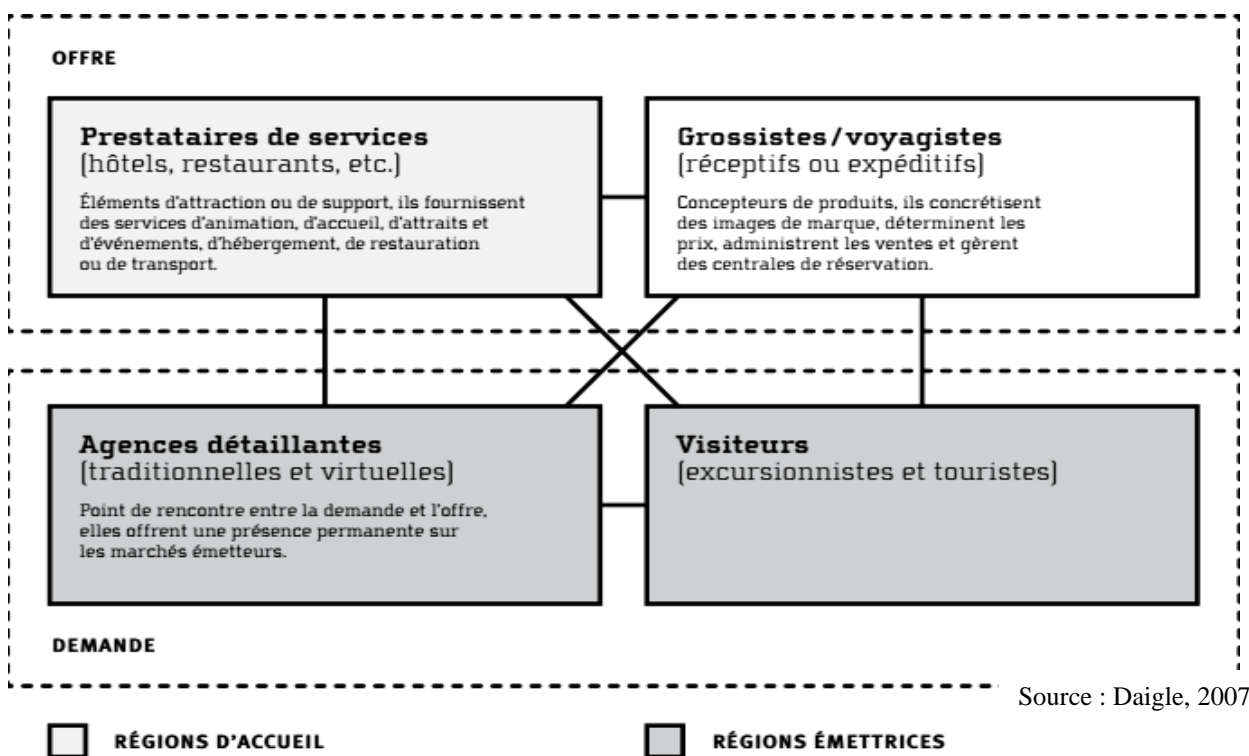 OFFRE
Prestataires de services
(hôtels, restaurants, etc.)
Éléments d'attraction ou de support, ils fournissent
des services d'animation, d'accueil, d'attraits et
d'événements, d'hébergement, de restauration
ou de transport.
Grossistes/voyagistes
(réceptifs ou expéditifs)
Concepteurs de produits, ils concrétisent
des images de marque, déterminent les
prix, administrent les ventes et gèrent
des centrales de réservation.
Agences détaillantes
(traditionnelles et virtuelles)
Point de rencontre entre la demande et l'offre,
elles offrent une présence permanente sur
les marchés émetteurs.
Visiteurs
(excursionnistes et touristes)
DEMANDE
Source : Daigle, 2007
RÉGIONS D'ACCUEIL
RÉGIONS ÉMETTRICES